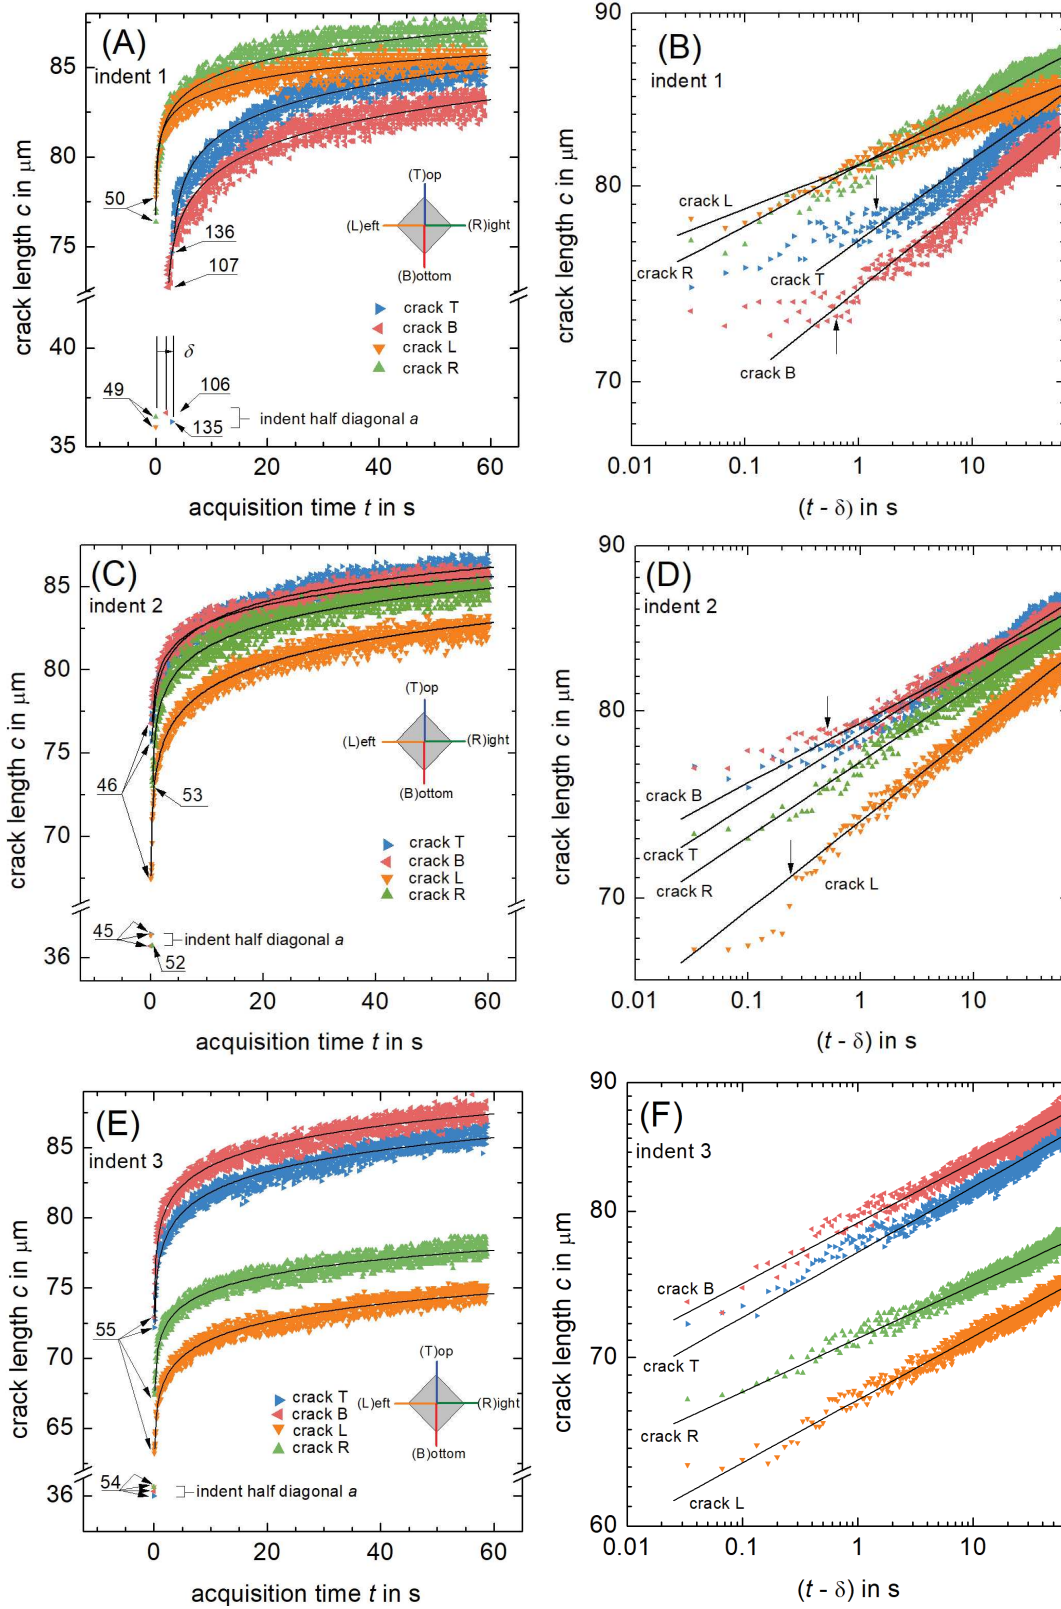 (A)
indent 1
crack length c in μm
85
80
75
40
35
50
136
107
(T)op
(L)eft
(R)ight
(B)ottom
crack T
crack B
crack L
crack R
δ
49
106
135
indent half diagonal a
0
20
40
60
acquisition time t in s
(B)
indent 1
crack length c in μm
90
80
70
crack L
crack R
crack T
crack B
0.01
0.1
1
10
(t - δ) in s
(C)
indent 2
crack length c in μm
85
80
75
70
36
46
53
(T)op
(L)eft
(R)ight
(B)ottom
crack T
crack B
crack L
crack R
45
52
indent half diagonal a
0
20
40
60
acquisition time t in s
(D)
indent 2
crack length c in μm
90
80
70
crack B
crack T
crack R
crack L
0.01
0.1
1
10
(t - δ) in s
(E)
indent 3
crack length c in μm
85
80
75
70
65
36
55
(T)op
(L)eft
(R)ight
(B)ottom
crack T
crack B
crack L
crack R
54
indent half diagonal a
0
20
40
60
acquisition time t in s
(F)
indent 3
crack length c in μm
90
80
70
60
crack B
crack T
crack R
crack L
0.01
0.1
1
10
(t - δ) in s